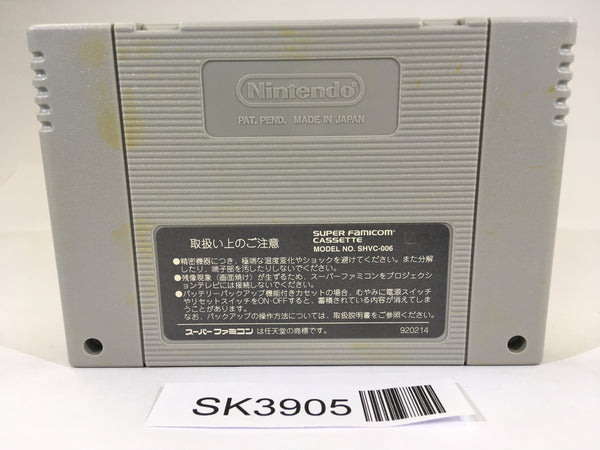 Nintendo
PAT. PEND. MADE IN JAPAN
取扱い上のご注意
SUPER FAMICOM
CASSETTE
MODEL NO. SHVC-006
●精密機器につき、極端な温度変化やショックを避けてください。また分解
したり、端子部を汚したりしないでください。
●残像現象(画面焼け)が生ずるため、スーパーファミコンをプロジェクシ
ョンテレビには接続しないでください。
●バッテリーバックアップ機能付きカセットの場合、むやみに電源スイッチ
やリセットスイッチをON・OFFすると、蓄積されている内容が消えてしま
うことがあります。
なお、バックアップの操作方法については、取扱説明書をご参照ください。
スーパーファミコン は任天堂の商標です。
920214
SK3905